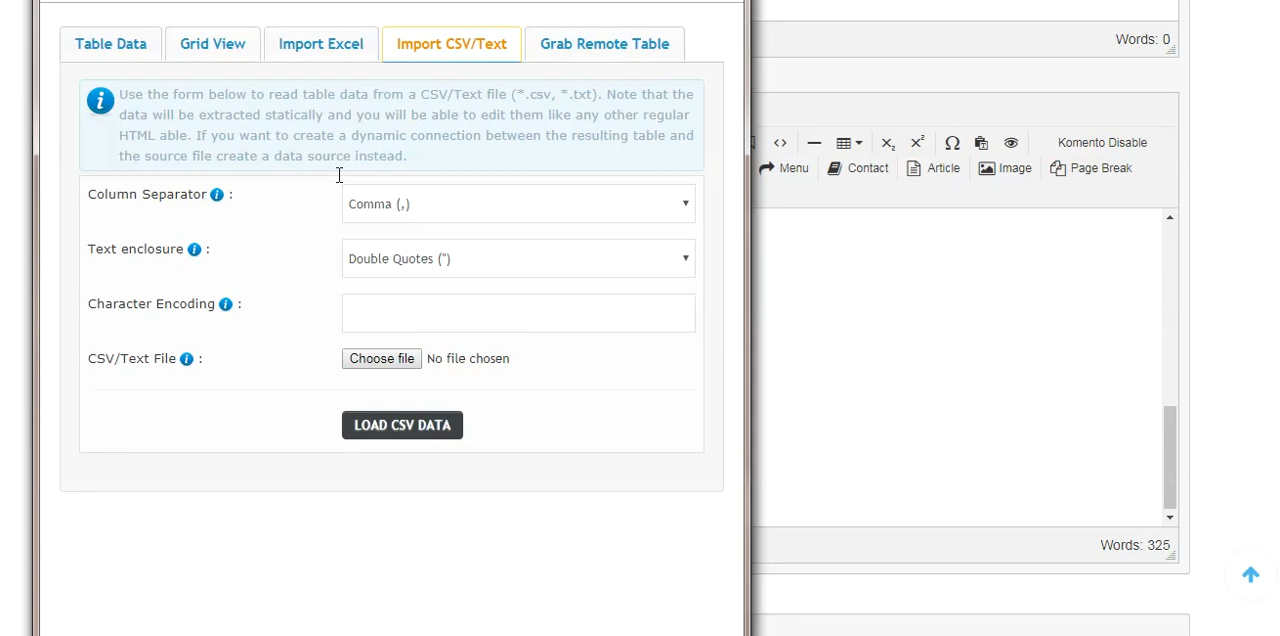 Table Data
Grid View
Import Excel
Import CSV/Text
Grab Remote Table
Use the form below to read table data from a CSV/Text file (*.csv, *.txt). Note that the
data will be extracted statically and you will be able to edit them like any other regular
HTML able. If you want to create a dynamic connection between the resulting table and
the source file create a data source instead.
Column Separator :
Comma (,)
Text enclosure :
Double Quotes (")
Character Encoding :
CSV/Text File :
Choose file No file chosen
LOAD CSV DATA
Words: 0
Komento Disable
Menu Contact Article Image Page Break
Words: 325